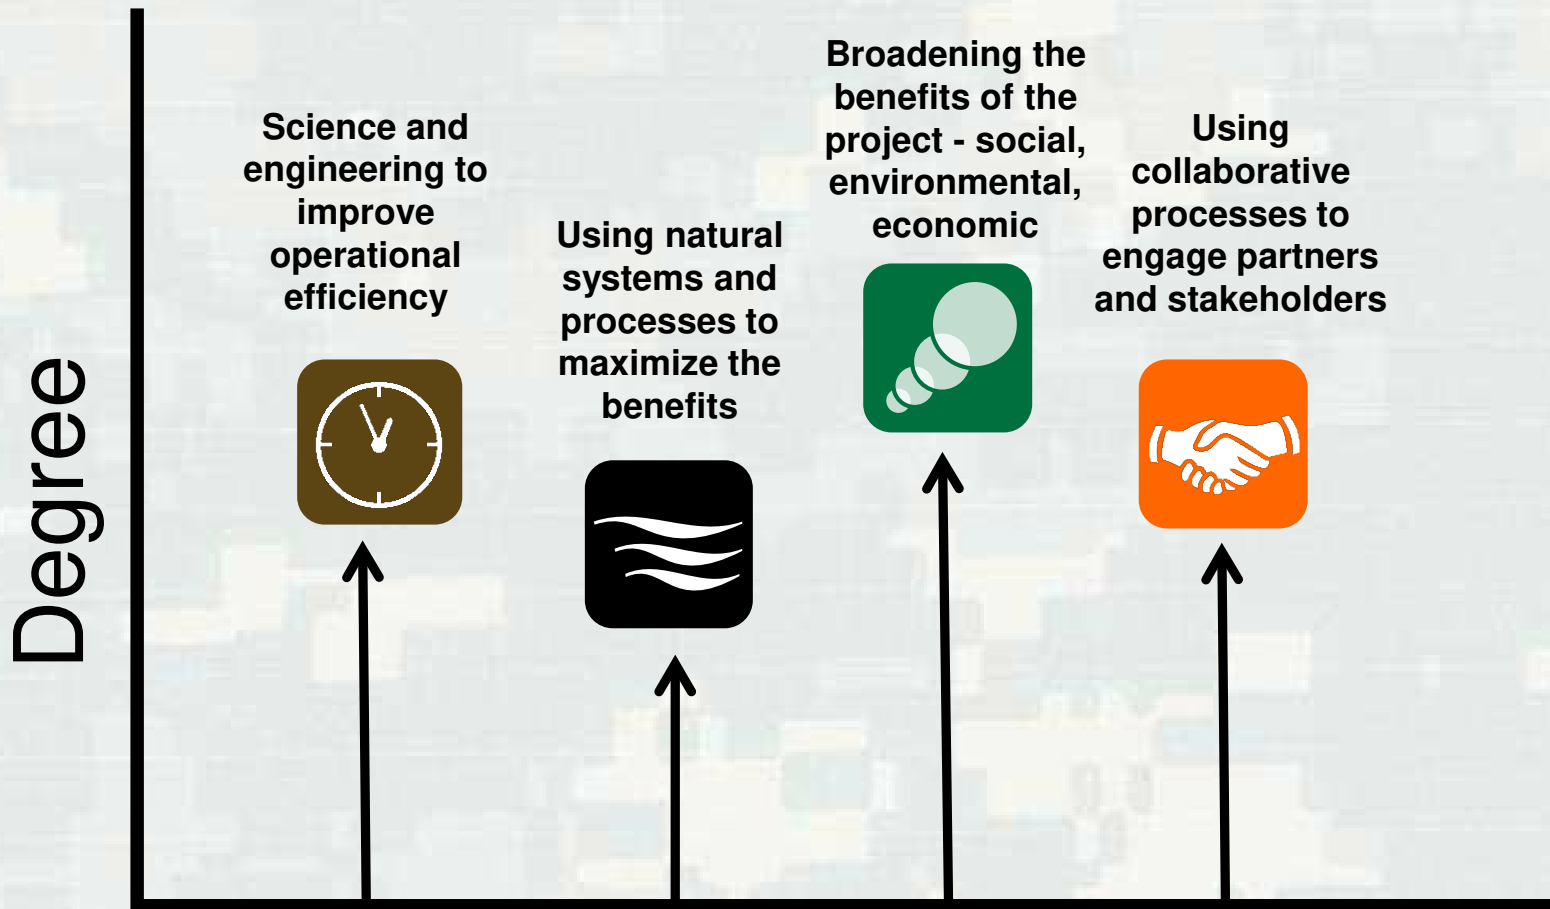 Degree
Science and
engineering to
improve
operational
efficiency
Using natural
systems and
processes to
maximize the
benefits
Broadening the
benefits of the
project - social,
environmental,
economic
Using
collaborative
processes to
engage partners
and stakeholders